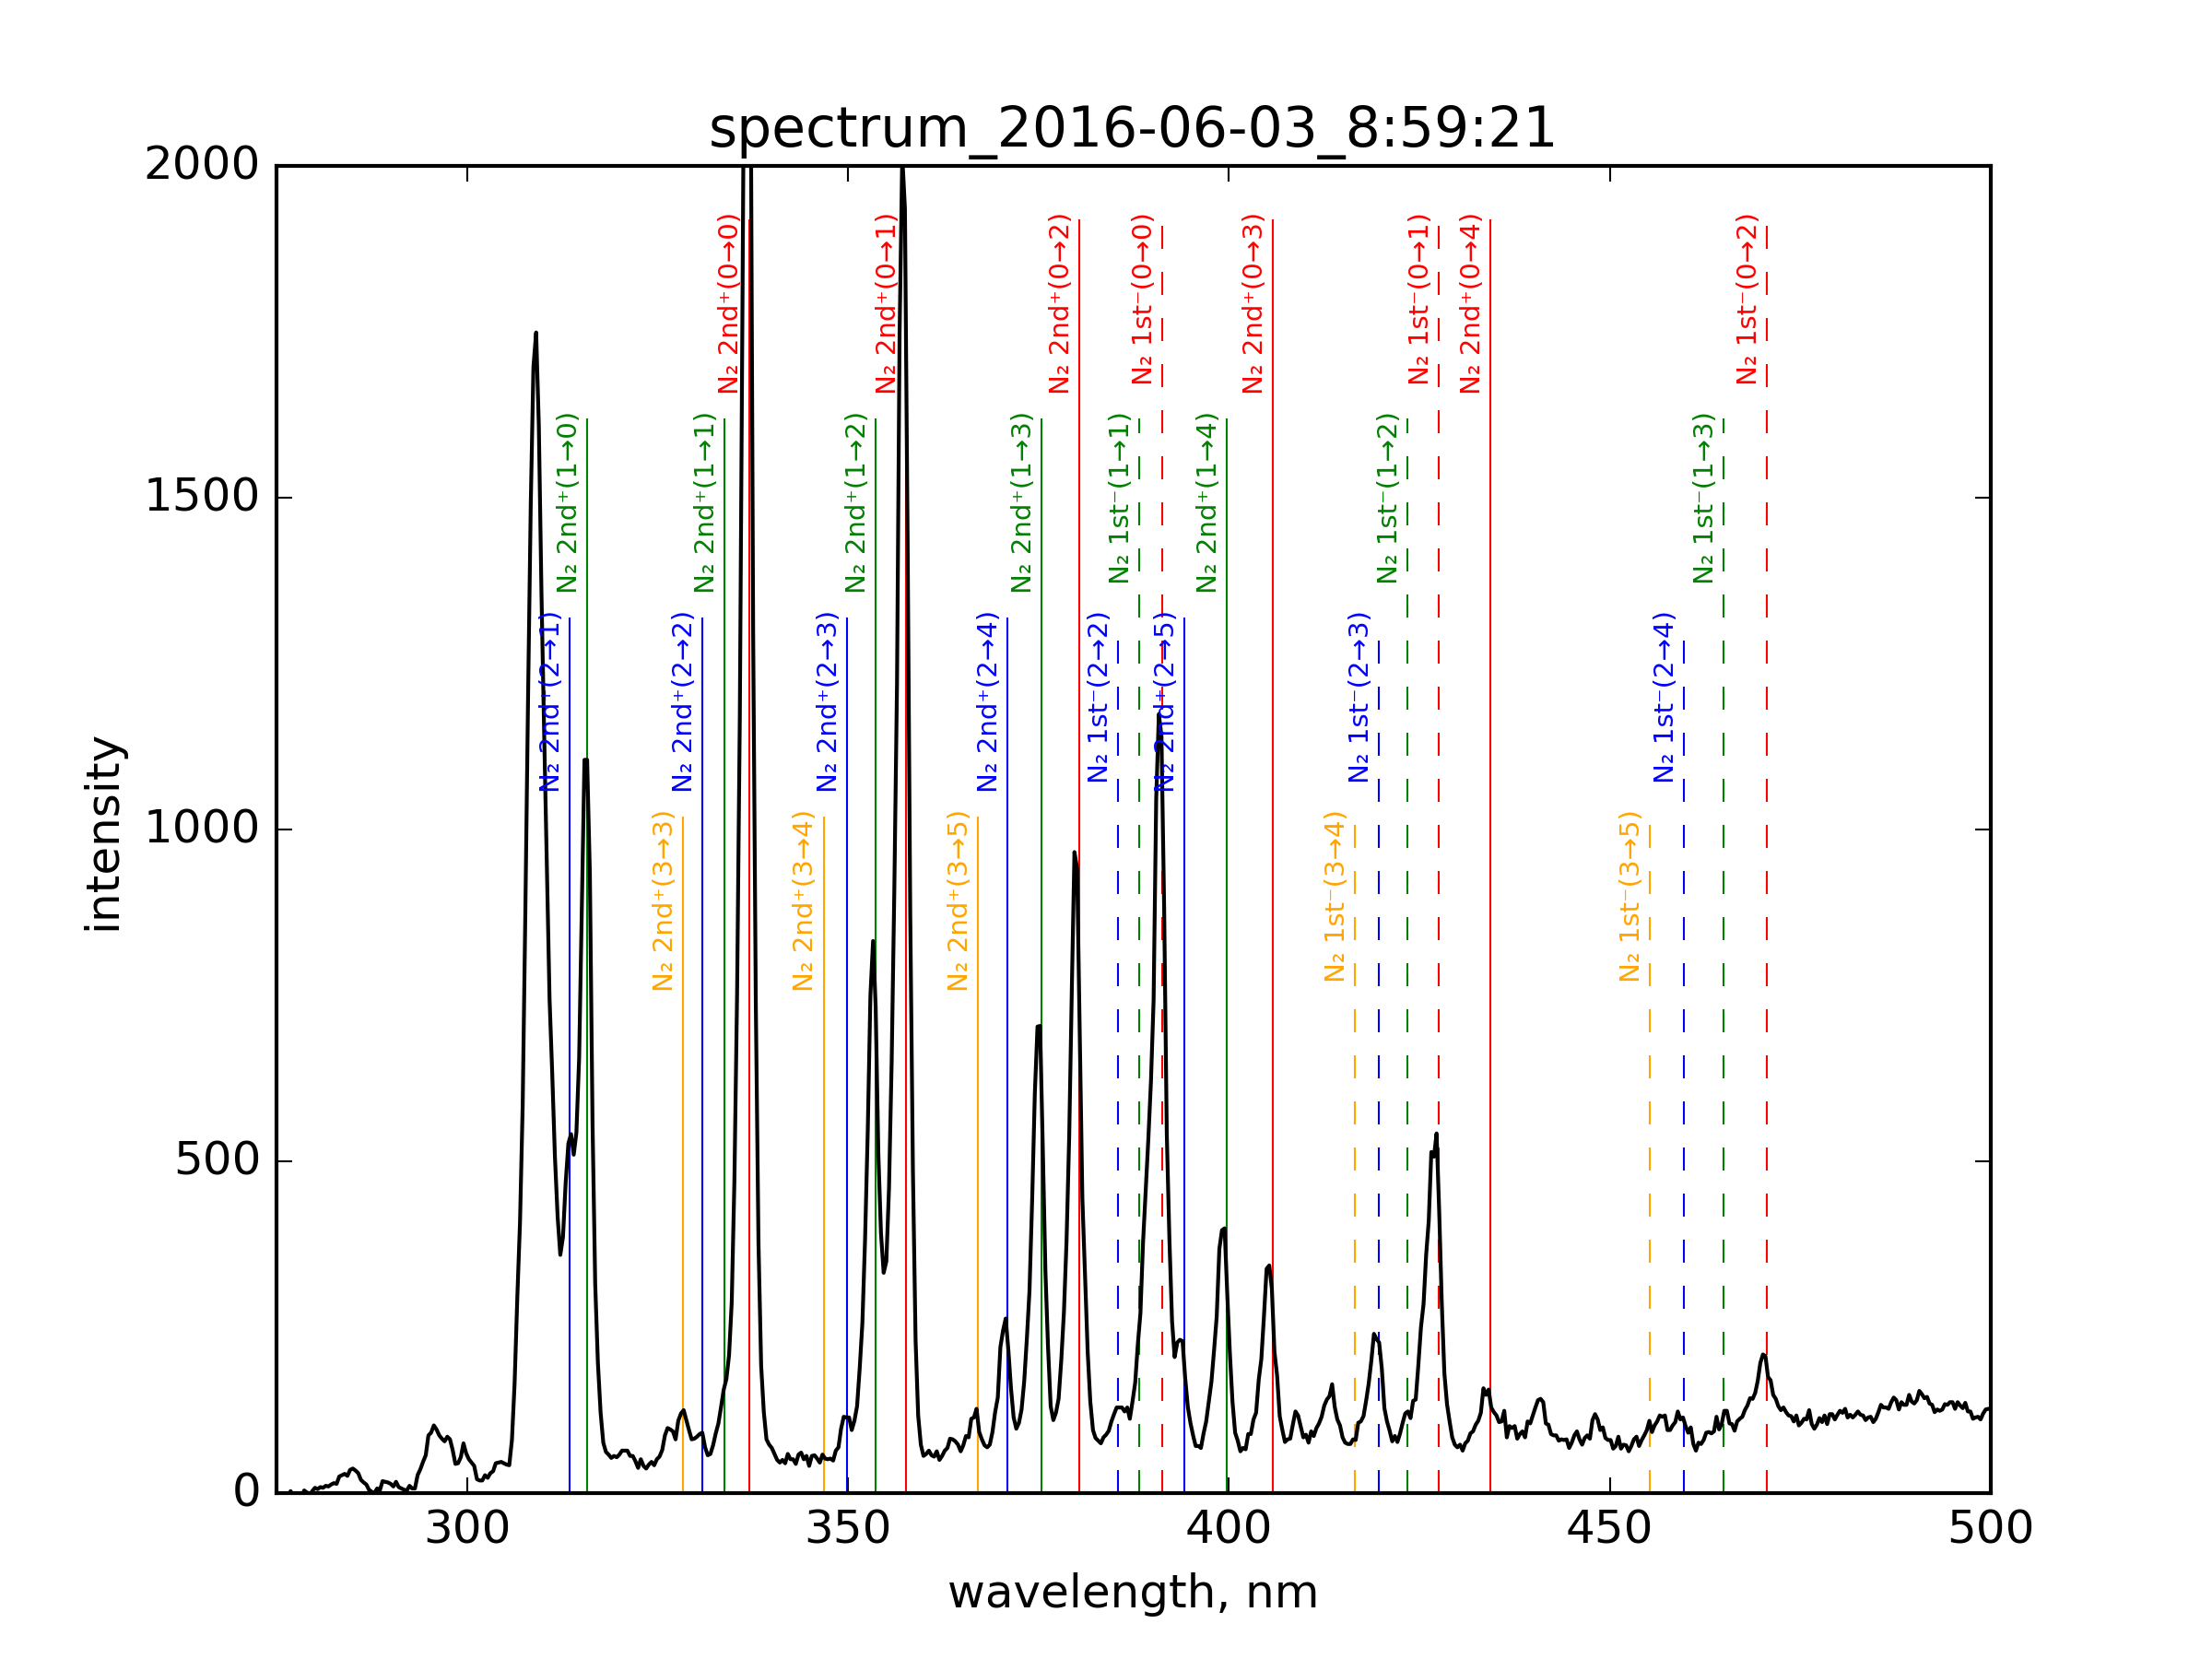 spectrum_2016-06-03_8:59:21
2000
1500
1000
500
0
intensity
N₂ 2nd⁺(0→0)
N₂ 2nd⁺(0→1)
N₂ 2nd⁺(0→2)
N₂ 1st⁻(0→0)
N₂ 2nd⁺(0→3)
N₂ 1st⁻(0→1)
N₂ 2nd⁺(0→4)
N₂ 1st⁻(0→2)
N₂ 2nd⁺(1→0)
N₂ 2nd⁺(1→1)
N₂ 2nd⁺(1→2)
N₂ 2nd⁺(1→3)
N₂ 1st⁻(1→1)
N₂ 2nd⁺(1→4)
N₂ 1st⁻(1→2)
N₂ 1st⁻(1→3)
N₂ 2nd⁺(2→1)
N₂ 2nd⁺(2→2)
N₂ 2nd⁺(2→3)
N₂ 2nd⁺(2→4)
N₂ 1st⁻(2→2)
N₂ 2nd⁺(2→5)
N₂ 1st⁻(2→3)
N₂ 1st⁻(2→4)
N₂ 2nd⁺(3→3)
N₂ 2nd⁺(3→4)
N₂ 2nd⁺(3→5)
N₂ 1st⁻(3→4)
N₂ 1st⁻(3→5)
300 350 400 450 500
wavelength, nm